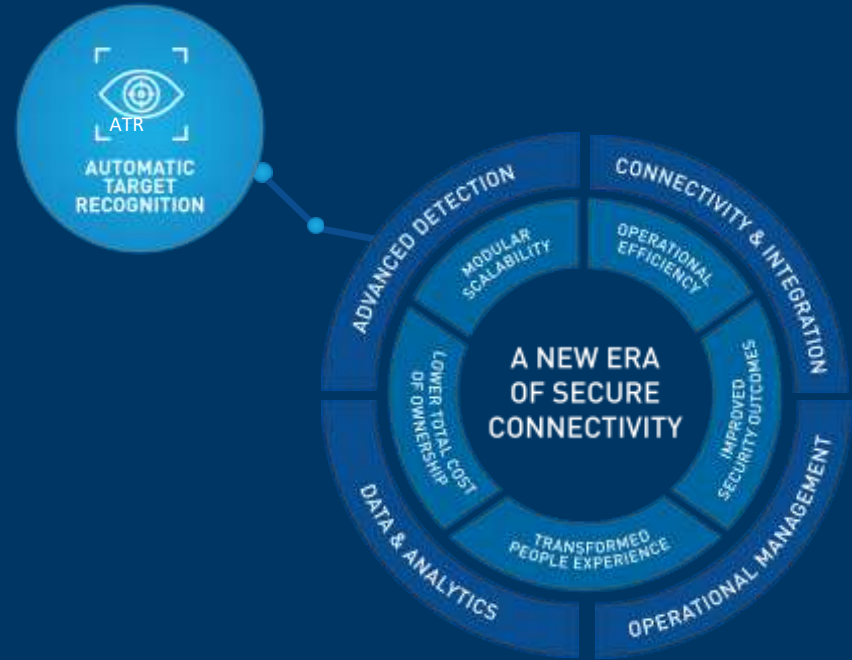 ATR
AUTOMATIC
TARGET
RECOGNITION
ADVANCED DETECTION
CONNECTIVITY & INTEGRATION
OPERATIONAL MANAGEMENT
DATA & ANALYTICS
MODULAR
SCALABILITY
OPERATIONAL
EFFICIENCY
IMPROVED
SECURITY OUTCOMES
TRANSFORMED
PEOPLE EXPERIENCE
LOWER TOTAL COST
OF OWNERSHIP
A NEW ERA
OF SECURE
CONNECTIVITY